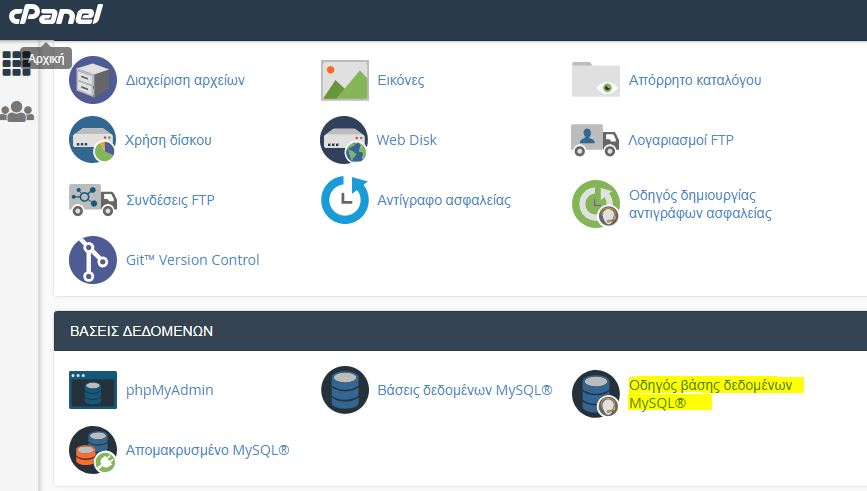 cPanel
Αρχική
Διαχείριση αρχείων
Εικόνες
Απόρρητο καταλόγου
Χρήση δίσκου
Web Disk
Λογαριασμοί FTP
Συνδέσεις FTP
Αντίγραφο ασφαλείας
Οδηγός δημιουργίας
αντιγράφων ασφαλείας
Git™ Version Control
ΒΑΣΕΙΣ ΔΕΔΟΜΕΝΩΝ
phpMyAdmin
Βάσεις δεδομένων MySQL®
Οδηγός βάσης δεδομένων
MySQL®
Απομακρυσμένο MySQL®